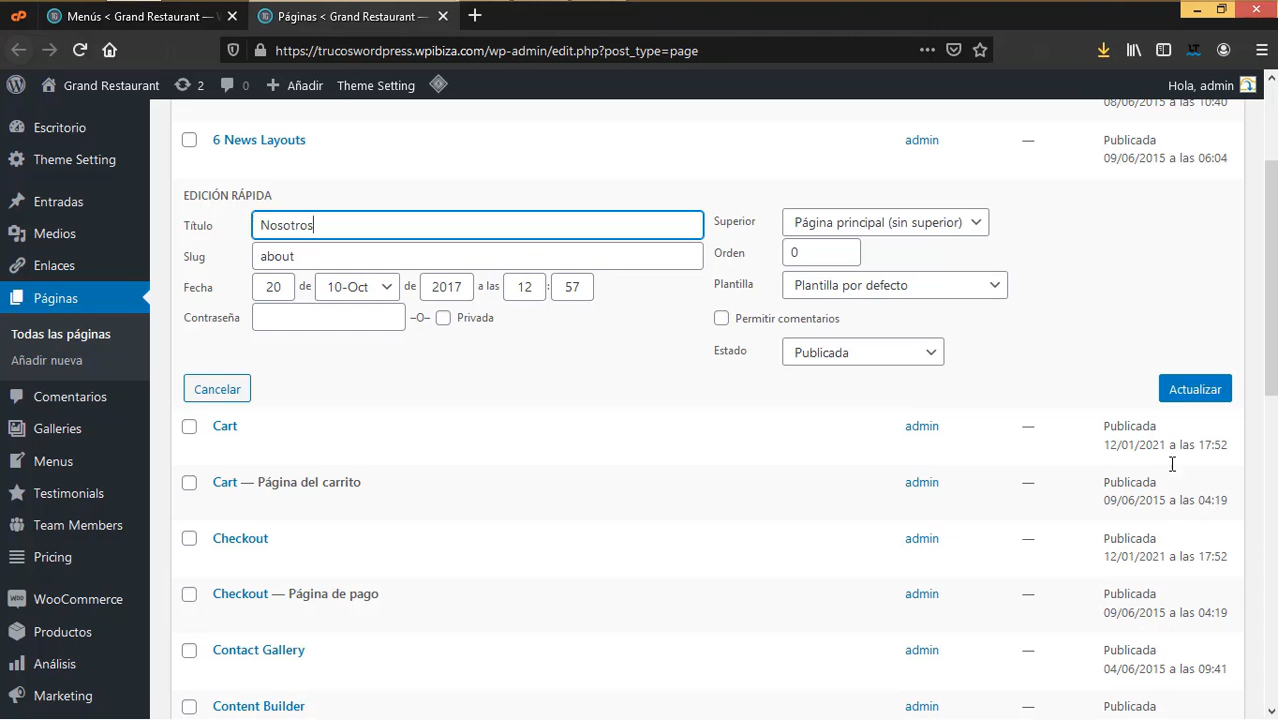 Menús < Grand Restaurant — W
Páginas < Grand Restaurant —
https://trucoswordpress.wpibiza.com/wp-admin/edit.php?post_type=page
Grand Restaurant 2 0 Añadir Theme Setting Hola, admin
08/06/2015 a las 10:40
Escritorio
Theme Setting
Entradas
Medios
Enlaces
Páginas
Todas las páginas
Añadir nueva
Comentarios
Galleries
Menus
Testimonials
Team Members
Pricing
WooCommerce
Productos
Análisis
Marketing
6 News Layouts admin — Publicada
09/06/2015 a las 06:04
EDICIÓN RÁPIDA
Título Nosotros
Slug about
Fecha 20 de 10-Oct de 2017 a las 12 : 57
Contraseña –O– Privada
Superior Página principal (sin superior)
Orden 0
Plantilla Plantilla por defecto
Permitir comentarios
Estado Publicada
Cancelar Actualizar
Cart admin — Publicada
12/01/2021 a las 17:52
Cart — Página del carrito admin — Publicada
09/06/2015 a las 04:19
Checkout admin — Publicada
12/01/2021 a las 17:52
Checkout — Página de pago admin — Publicada
09/06/2015 a las 04:19
Contact Gallery admin — Publicada
04/06/2015 a las 09:41
Content Builder admin — Publicada